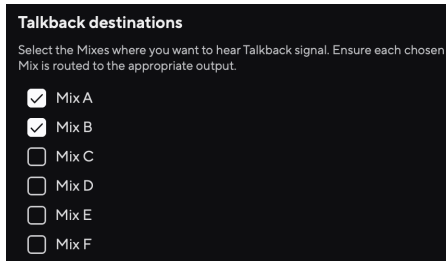 Talkback destinations
Select the Mixes where you want to hear Talkback signal. Ensure each chosen
Mix is routed to the appropriate output.
Mix A
Mix B
Mix C
Mix D
Mix E
Mix F